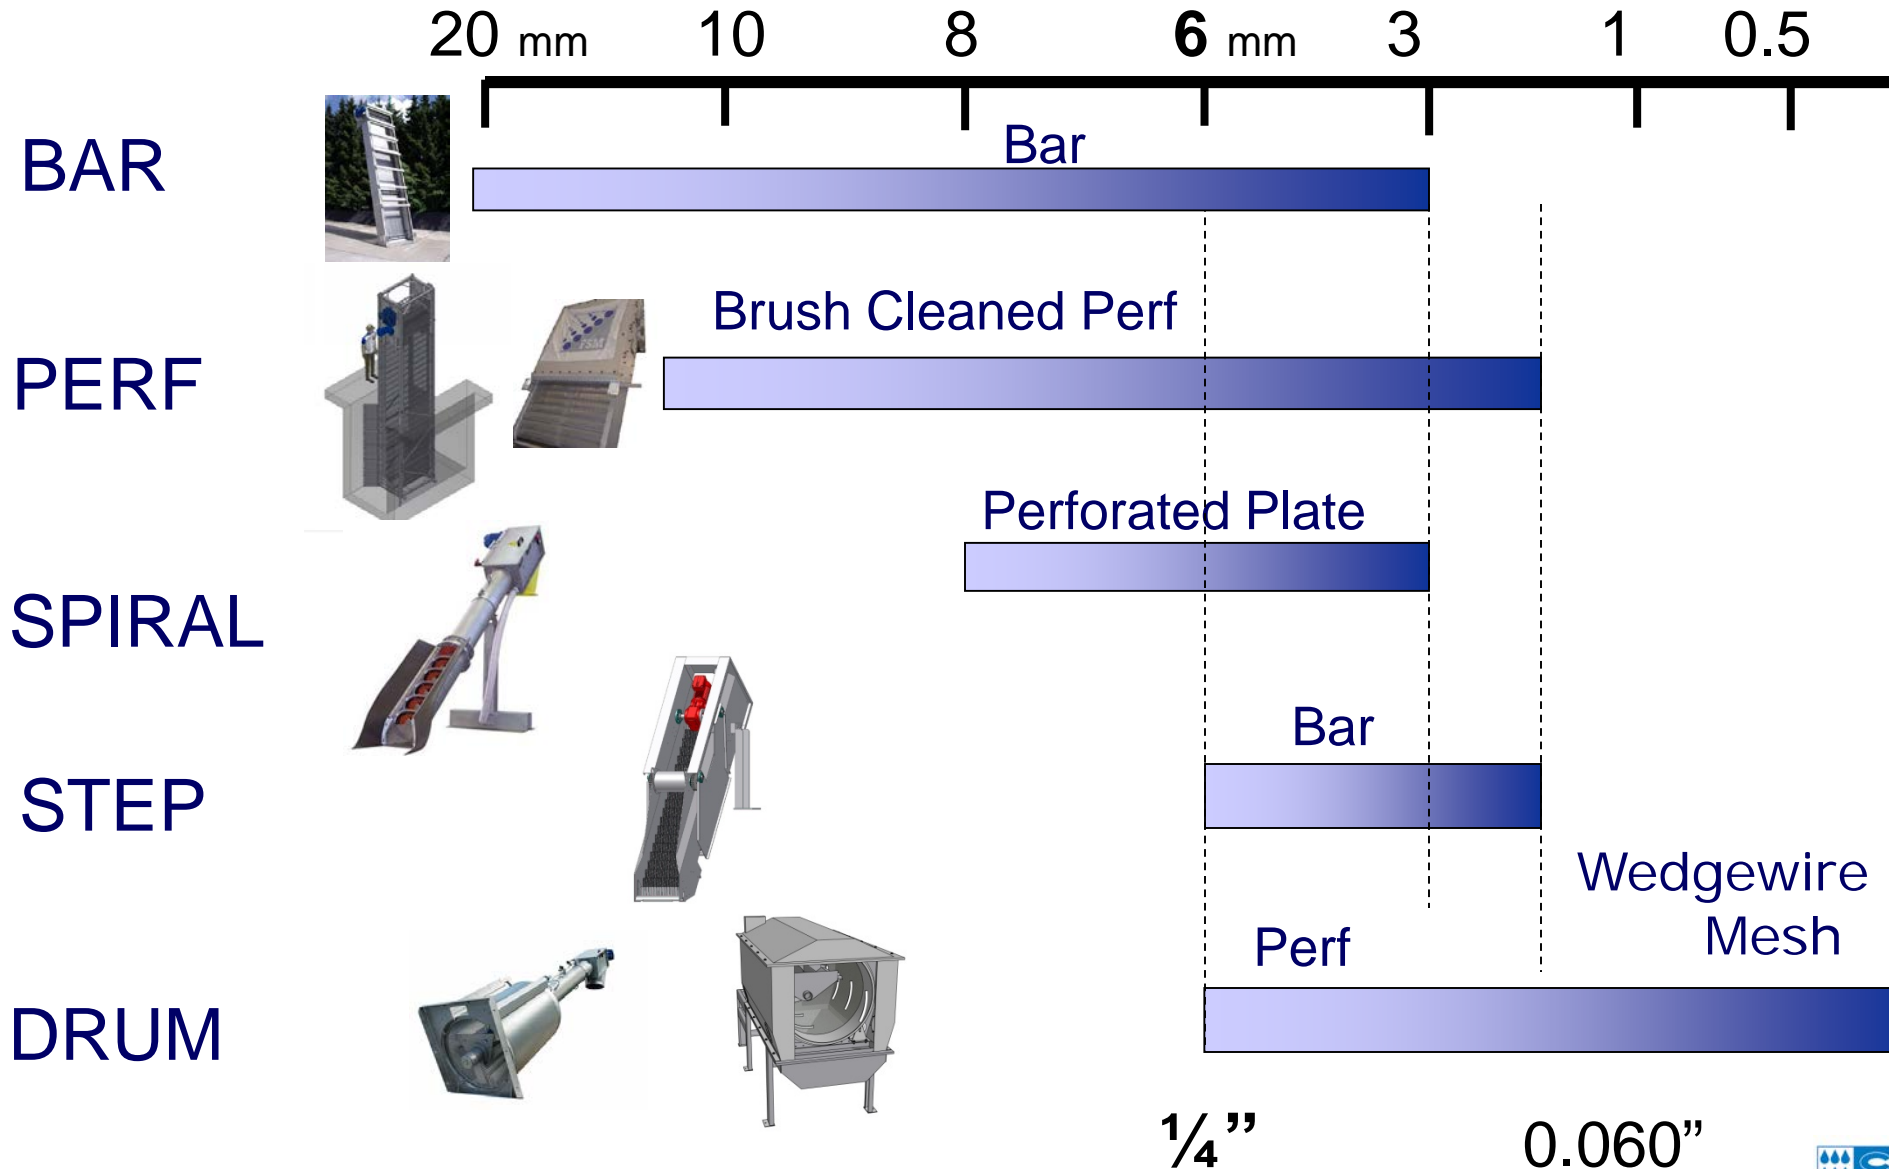 20 mm 10 8 6 mm 3 1 0.5
BAR
Bar
Brush Cleaned Perf
PERF
Perforated Plate
SPIRAL
Bar
STEP
Wedgewire
Mesh
Perf
DRUM
¼” 0.060”